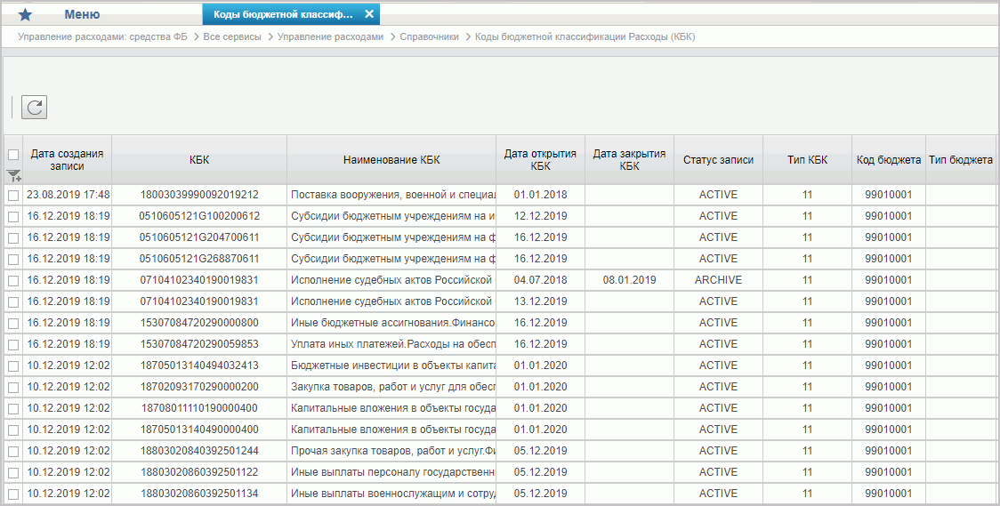 Меню Коды бюджетной классиф...
Управление расходами: средства ФБ Все сервисы Управление расходами Справочники Коды бюджетной классификации Расходы (КБК)
Дата создания записи КБК Наименование КБК Дата открытия КБК Дата закрытия КБК Статус записи Тип КБК Код бюджета Тип бюджета
23.08.2019 17:48 18003039990092019212 Поставка вооружения, военной и специал 01.01.2018 ACTIVE 11 99010001
16.12.2019 18:19 0510605121G100200612 Субсидии бюджетным учреждениям на и 12.12.2019 ACTIVE 11 99010001
16.12.2019 18:19 0510605121G204700611 Субсидии бюджетным учреждениям на ф 16.12.2019 ACTIVE 11 99010001
16.12.2019 18:19 0510605121G268870611 Субсидии бюджетным учреждениям на ф 16.12.2019 ACTIVE 11 99010001
16.12.2019 18:19 07104102340190019831 Исполнение судебных актов Российской 04.07.2018 08.01.2019 ARCHIVE 11 99010001
16.12.2019 18:19 07104102340190019831 Исполнение судебных актов Российской 13.12.2019 ACTIVE 11 99010001
16.12.2019 18:19 15307084720290000800 Иные бюджетные ассигнования.Финансо 16.12.2019 ACTIVE 11 99010001
16.12.2019 18:19 15307084720290059853 Уплата иных платежей.Расходы на обесп 16.12.2019 ACTIVE 11 99010001
10.12.2019 12:02 18705013140494032413 Бюджетные инвестиции в объекты капита 01.01.2020 ACTIVE 11 99010001
10.12.2019 12:02 18702093170290000200 Закупка товаров, работ и услуг для обесп 01.01.2020 ACTIVE 11 99010001
10.12.2019 12:02 18708011110190000400 Капитальные вложения в объекты госуда 01.01.2020 ACTIVE 11 99010001
10.12.2019 12:02 18705013140490000400 Капитальные вложения в объекты госуда 01.01.2020 ACTIVE 11 99010001
10.12.2019 12:02 18803020840392501244 Прочая закупка товаров, работ и услуг.Фи 05.12.2019 ACTIVE 11 99010001
10.12.2019 12:02 18803020860392501122 Иные выплаты персоналу государственн 05.12.2019 ACTIVE 11 99010001
10.12.2019 12:02 18803020860392501134 Иные выплаты военнослужащим и сотруд 05.12.2019 ACTIVE 11 99010001